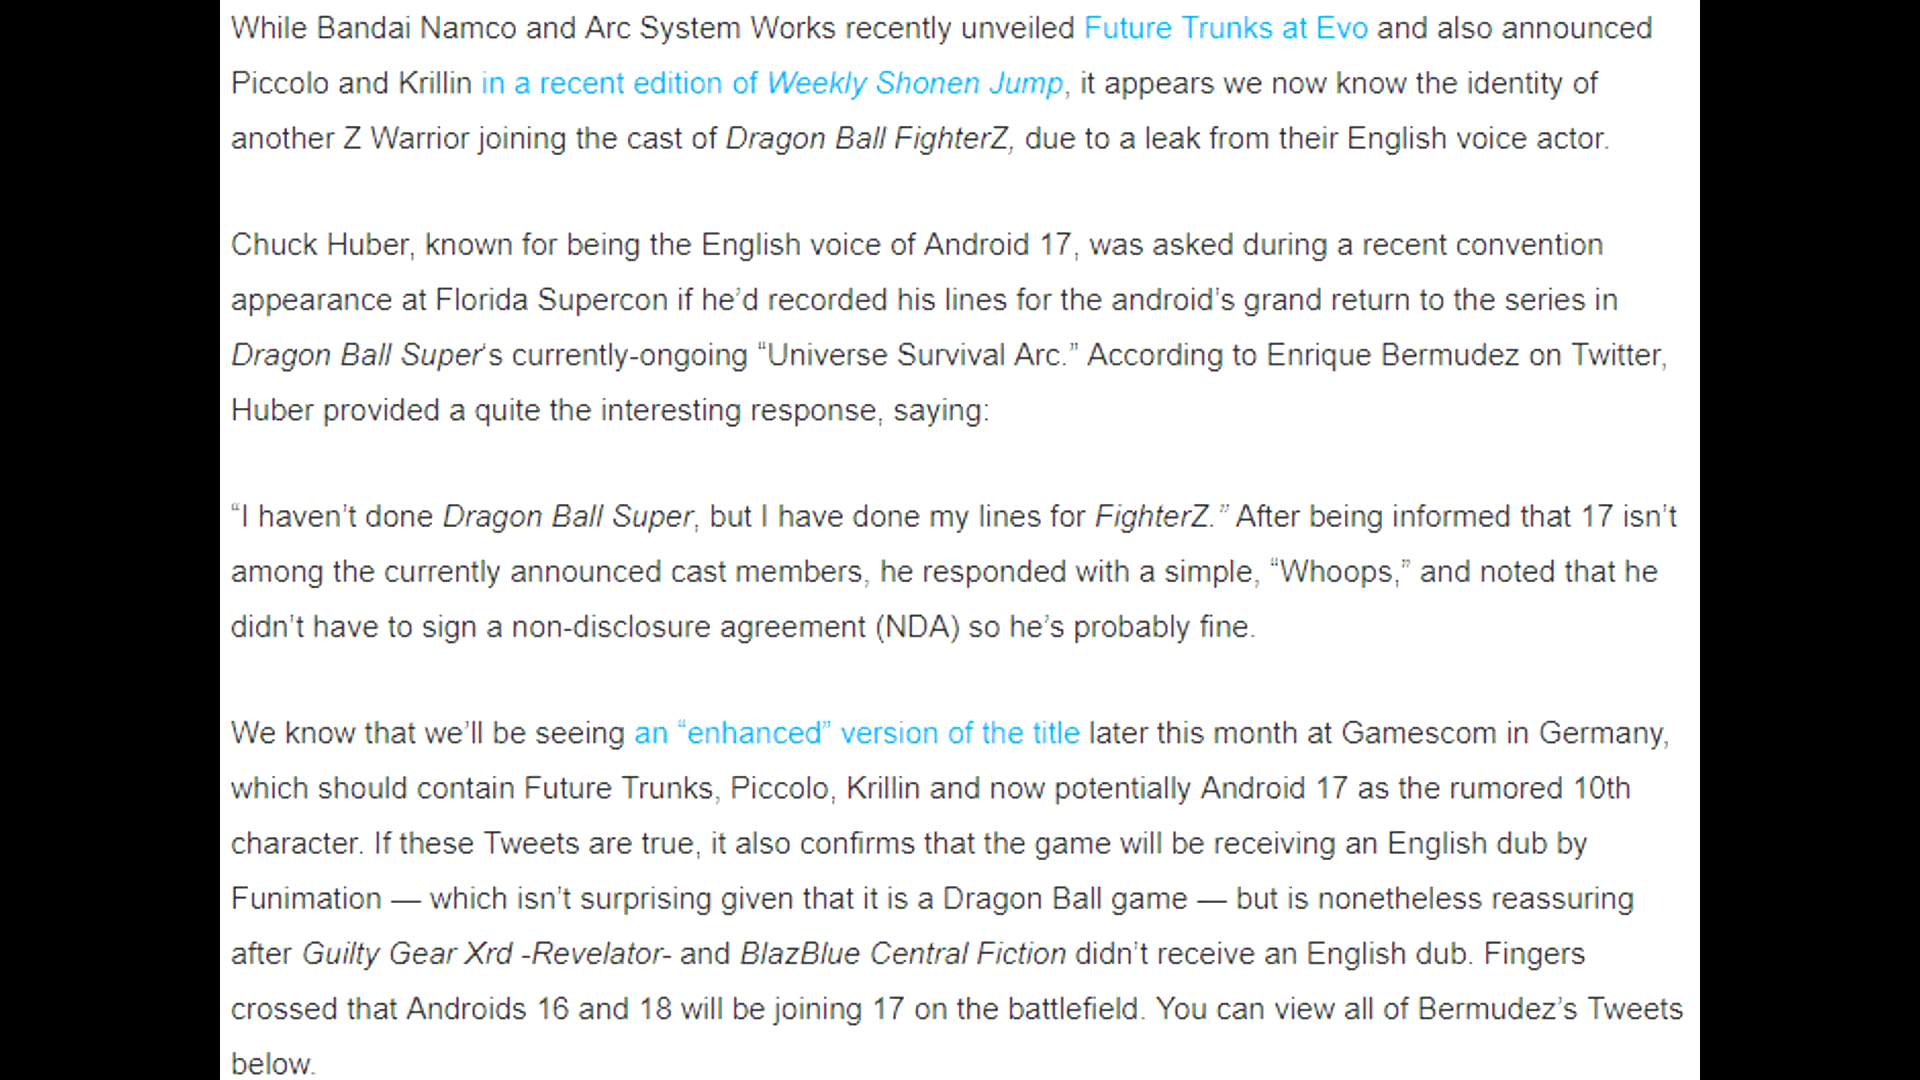 While Bandai Namco and Arc System Works recently unveiled Future Trunks at Evo and also announced
Piccolo and Krillin in a recent edition of Weekly Shonen Jump, it appears we now know the identity of
another Z Warrior joining the cast of Dragon Ball FighterZ, due to a leak from their English voice actor.
Chuck Huber, known for being the English voice of Android 17, was asked during a recent convention
appearance at Florida Supercon if he’d recorded his lines for the android’s grand return to the series in
Dragon Ball Super‘s currently-ongoing “Universe Survival Arc.” According to Enrique Bermudez on Twitter,
Huber provided a quite the interesting response, saying:
“I haven’t done Dragon Ball Super, but I have done my lines for FighterZ.” After being informed that 17 isn’t
among the currently announced cast members, he responded with a simple, “Whoops,” and noted that he
didn’t have to sign a non-disclosure agreement (NDA) so he’s probably fine.
We know that we’ll be seeing an “enhanced” version of the title later this month at Gamescom in Germany,
which should contain Future Trunks, Piccolo, Krillin and now potentially Android 17 as the rumored 10th
character. If these Tweets are true, it also confirms that the game will be receiving an English dub by
Funimation — which isn’t surprising given that it is a Dragon Ball game — but is nonetheless reassuring
after Guilty Gear Xrd -Revelator- and BlazBlue Central Fiction didn’t receive an English dub. Fingers
crossed that Androids 16 and 18 will be joining 17 on the battlefield. You can view all of Bermudez’s Tweets
below.